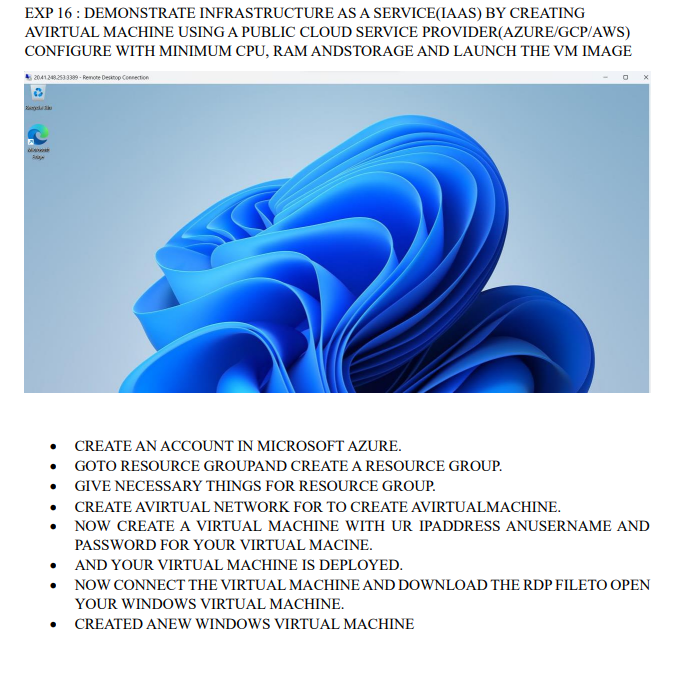 EXP 16 : DEMONSTRATE INFRASTRUCTURE AS A SERVICE(IAAS) BY CREATING
AVIRTUAL MACHINE USING A PUBLIC CLOUD SERVICE PROVIDER(AZURE/GCP/AWS)
CONFIGURE WITH MINIMUM CPU, RAM ANDSTORAGE AND LAUNCH THE VM IMAGE
20.41.248.253:3389 - Remote Desktop Connection
Recycle Bin
Microsoft
Edge
• CREATE AN ACCOUNT IN MICROSOFT AZURE.
• GOTO RESOURCE GROUPAND CREATE A RESOURCE GROUP.
• GIVE NECESSARY THINGS FOR RESOURCE GROUP.
• CREATE AVIRTUAL NETWORK FOR TO CREATE AVIRTUALMACHINE.
• NOW CREATE A VIRTUAL MACHINE WITH UR IPADDRESS ANUSERNAME AND
PASSWORD FOR YOUR VIRTUAL MACINE.
• AND YOUR VIRTUAL MACHINE IS DEPLOYED.
• NOW CONNECT THE VIRTUAL MACHINE AND DOWNLOAD THE RDP FILETO OPEN
YOUR WINDOWS VIRTUAL MACHINE.
• CREATED ANEW WINDOWS VIRTUAL MACHINE